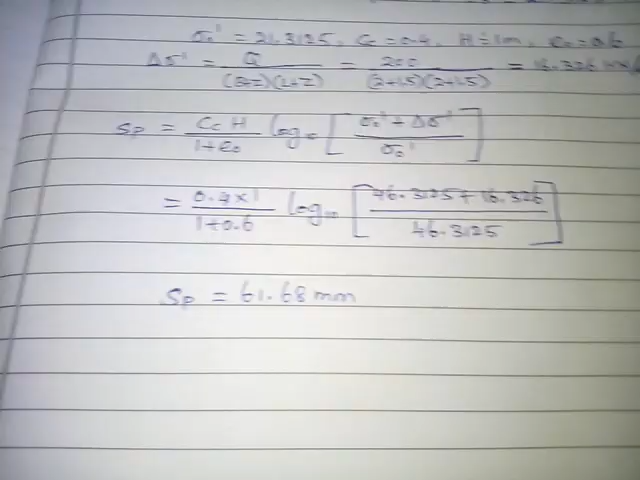 σ₀' = 21.3125, Cc = 0.4, H = 1m, e₀ = 0.6
Δσ' = Q / (B+Z)(L+Z) = 200 / (2+1.5)(2+1.5) = 16.326
Sp = Cc H / 1+e₀ log₁₀ [ σ₀' + Δσ' / σ₀' ]
= 0.4×1 / 1+0.6 log₁₀ [ 46.3125 + 16.326 / 46.3125 ]
Sp = 61.68 mm